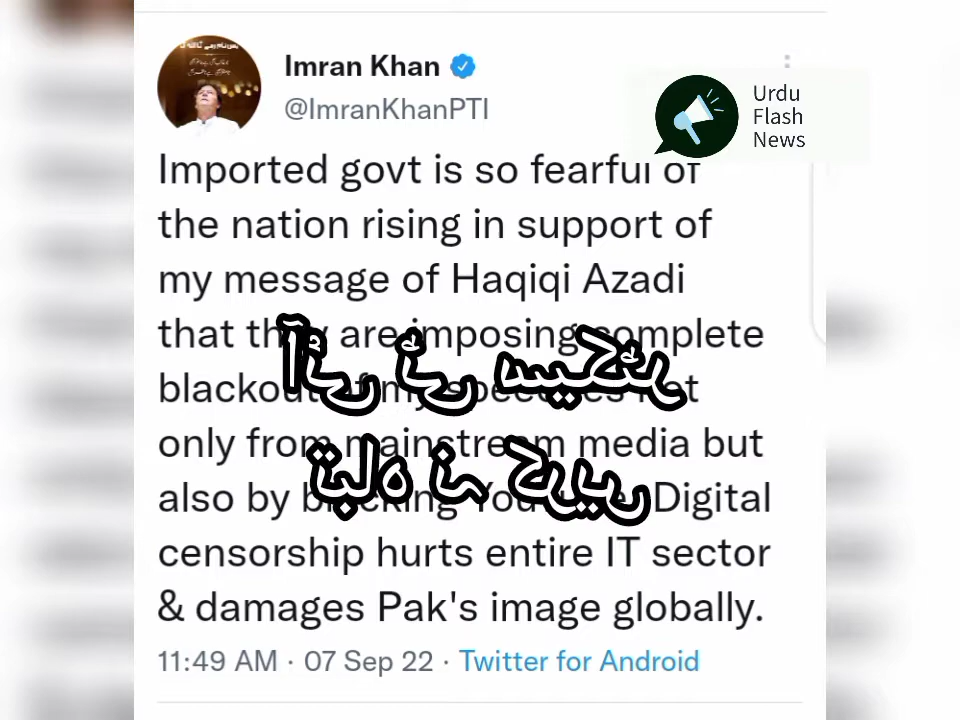 Imran Khan
@ImranKhanPTI
Urdu
Flash
News
Imported govt is so fearful of
the nation rising in support of
my message of Haqiqi Azadi
that they are imposing complete
blackout of my speeches not
only from mainstream media but
also by blocking YouTube. Digital
censorship hurts entire IT sector
& damages Pak's image globally.
11:49 AM · 07 Sep 22 · Twitter for Android